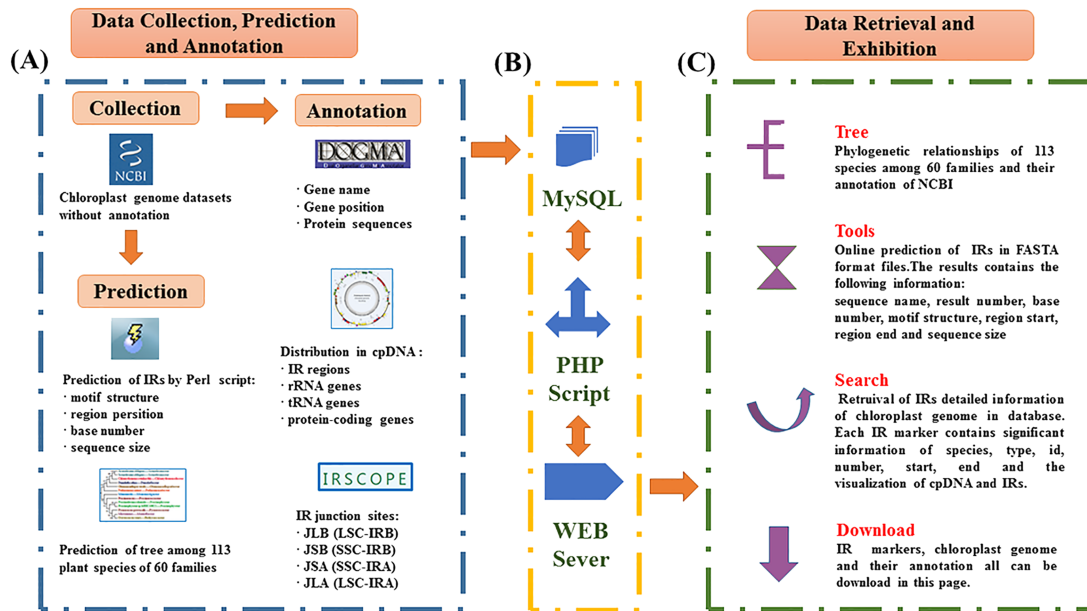 Data Collection, Prediction
and Annotation
Data Retrieval and
Exhibition
(A)
(B)
(C)
Collection
NCBI
Chloroplast genome datasets
without annotation
Prediction
Prediction of IRs by Perl script:
· motif structure
· region persition
· base number
· sequence size
Prediction of tree among 113
plant species of 60 families
Annotation
DOGMA
DO GMA
· Gene name
· Gene position
· Protein sequences
Distribution in cpDNA :
· IR regions
· rRNA genes
· tRNA genes
· protein-coding genes
IRSCOPE
IR junction sites:
· JLB (LSC-IRB)
· JSB (SSC-IRB)
· JSA (SSC-IRA)
· JLA (LSC-IRA)
MySQL
PHP
Script
WEB
Sever
Tree
Phylogenetic relationships of 113
species among 60 families and their
annotation of NCBI
Tools
Online prediction of IRs in FASTA
format files.The results contains the
following information:
sequence name, result number, base
number, motif structure, region start,
region end and sequence size
Search
Retruival of IRs detailed information
of chloroplast genome in database.
Each IR marker contains significant
information of species, type, id,
number, start, end and the
visualization of cpDNA and IRs.
Download
IR markers, chloroplast genome
and their annotation all can be
download in this page.